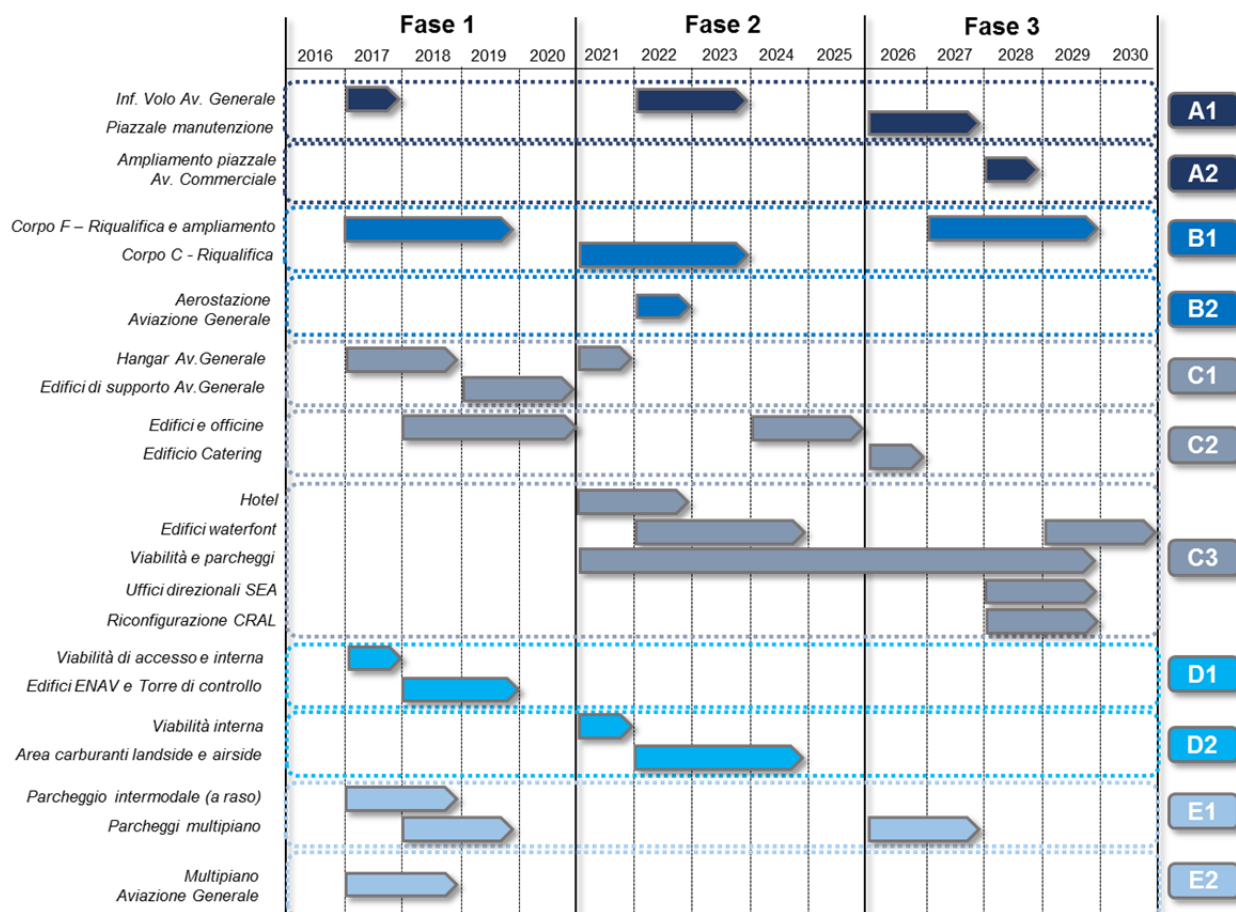 Fase 1 Fase 2 Fase 3
2016 2017 2018 2019 2020 2021 2022 2023 2024 2025 2026 2027 2028 2029 2030
Inf. Volo Av. Generale
Piazzale manutenzione
A1
Ampliamento piazzale
Av. Commerciale
A2
Corpo F – Riqualifica e ampliamento
Corpo C - Riqualifica
B1
Aerostazione
Aviazione Generale
B2
Hangar Av.Generale
Edifici di supporto Av.Generale
C1
Edifici e officine
Edificio Catering
C2
Hotel
Edifici waterfont
Viabilità e parcheggi
C3
Uffici direzionali SEA
Riconfigurazione CRAL
Viabilità di accesso e interna
Edifici ENAV e Torre di controllo
D1
Viabilità interna
Area carburanti landside e airside
D2
Parcheggio intermodale (a raso)
Parcheggi multipiano
E1
Multipiano
Aviazione Generale
E2